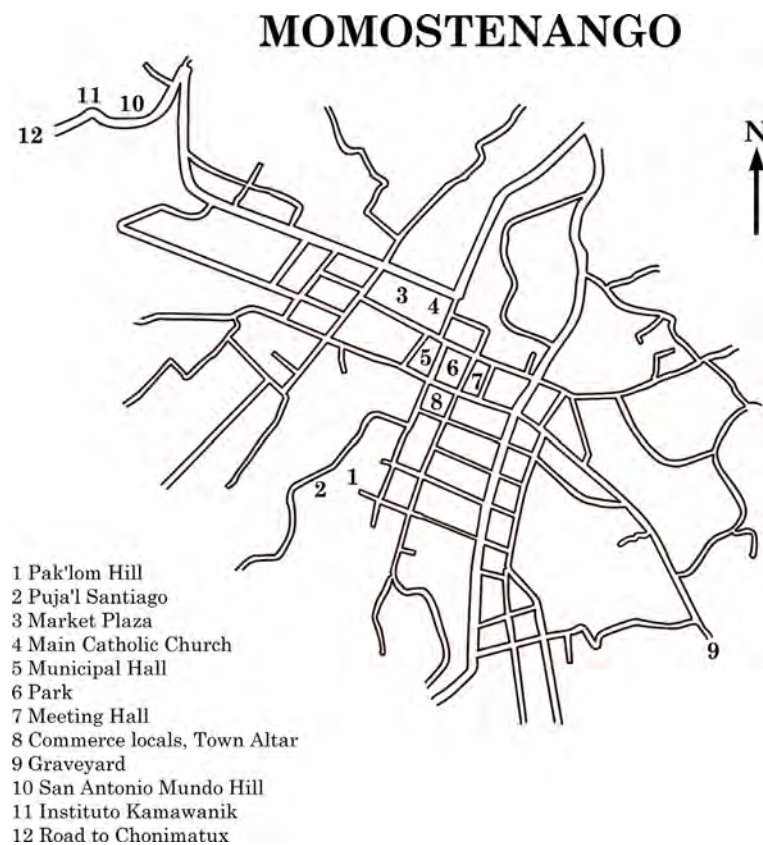 MOMOSTENANGO
11
10
12
N
3
4
5
6
7
8
1
2
9
1 Pak'lom Hill
2 Puja'l Santiago
3 Market Plaza
4 Main Catholic Church
5 Municipal Hall
6 Park
7 Meeting Hall
8 Commerce locals, Town Altar
9 Graveyard
10 San Antonio Mundo Hill
11 Instituto Kamawanik
12 Road to Chonimatux